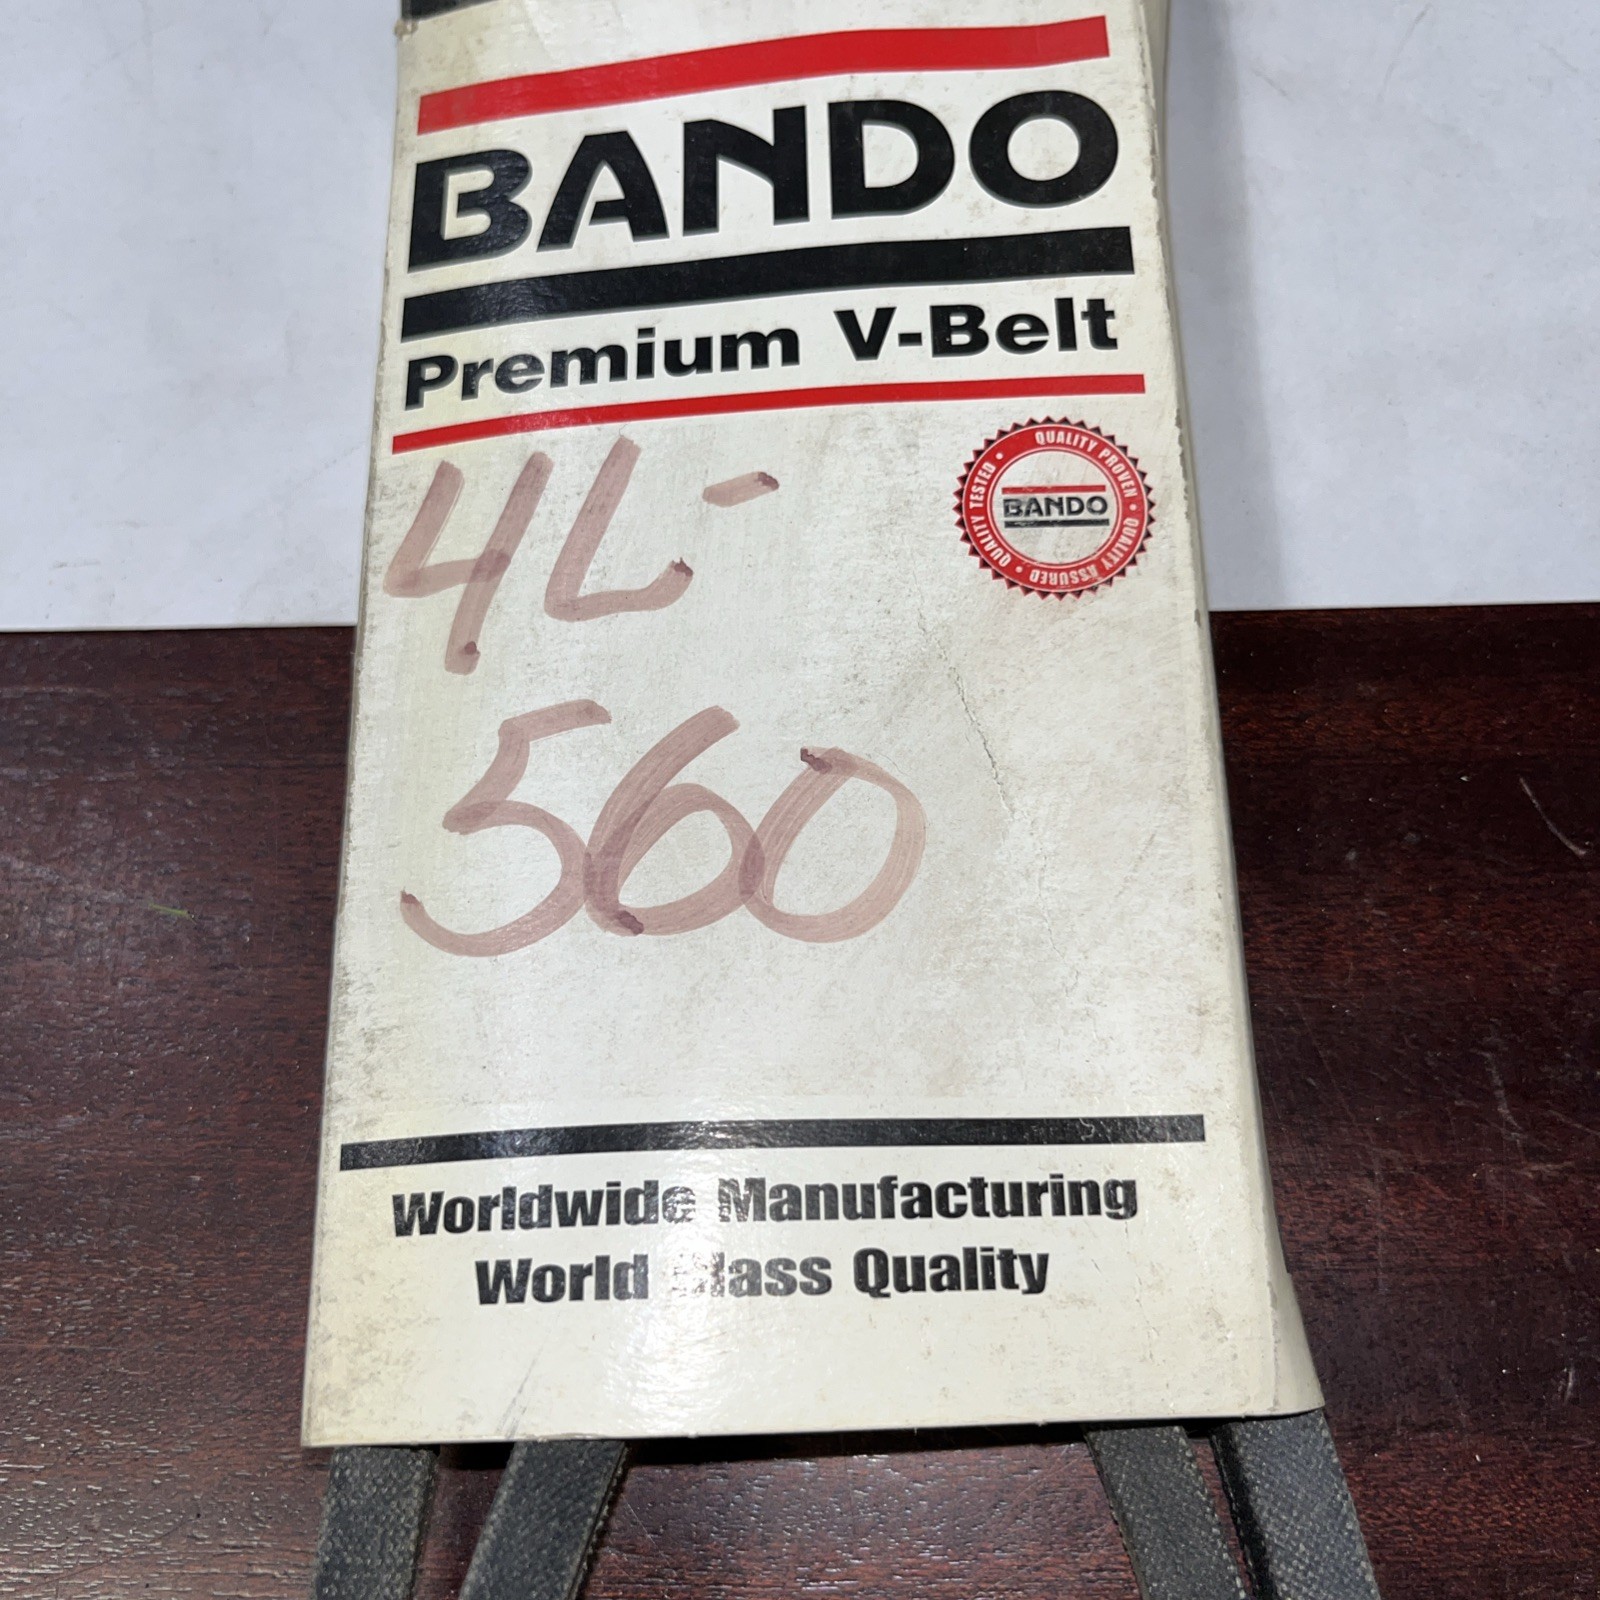 BANDO
Premium V-Belt
QUALITY TESTED • QUALITY PROVEN • QUALITY ASSURED •
BANDO
4L-
560
Worldwide Manufacturing
World Class Quality